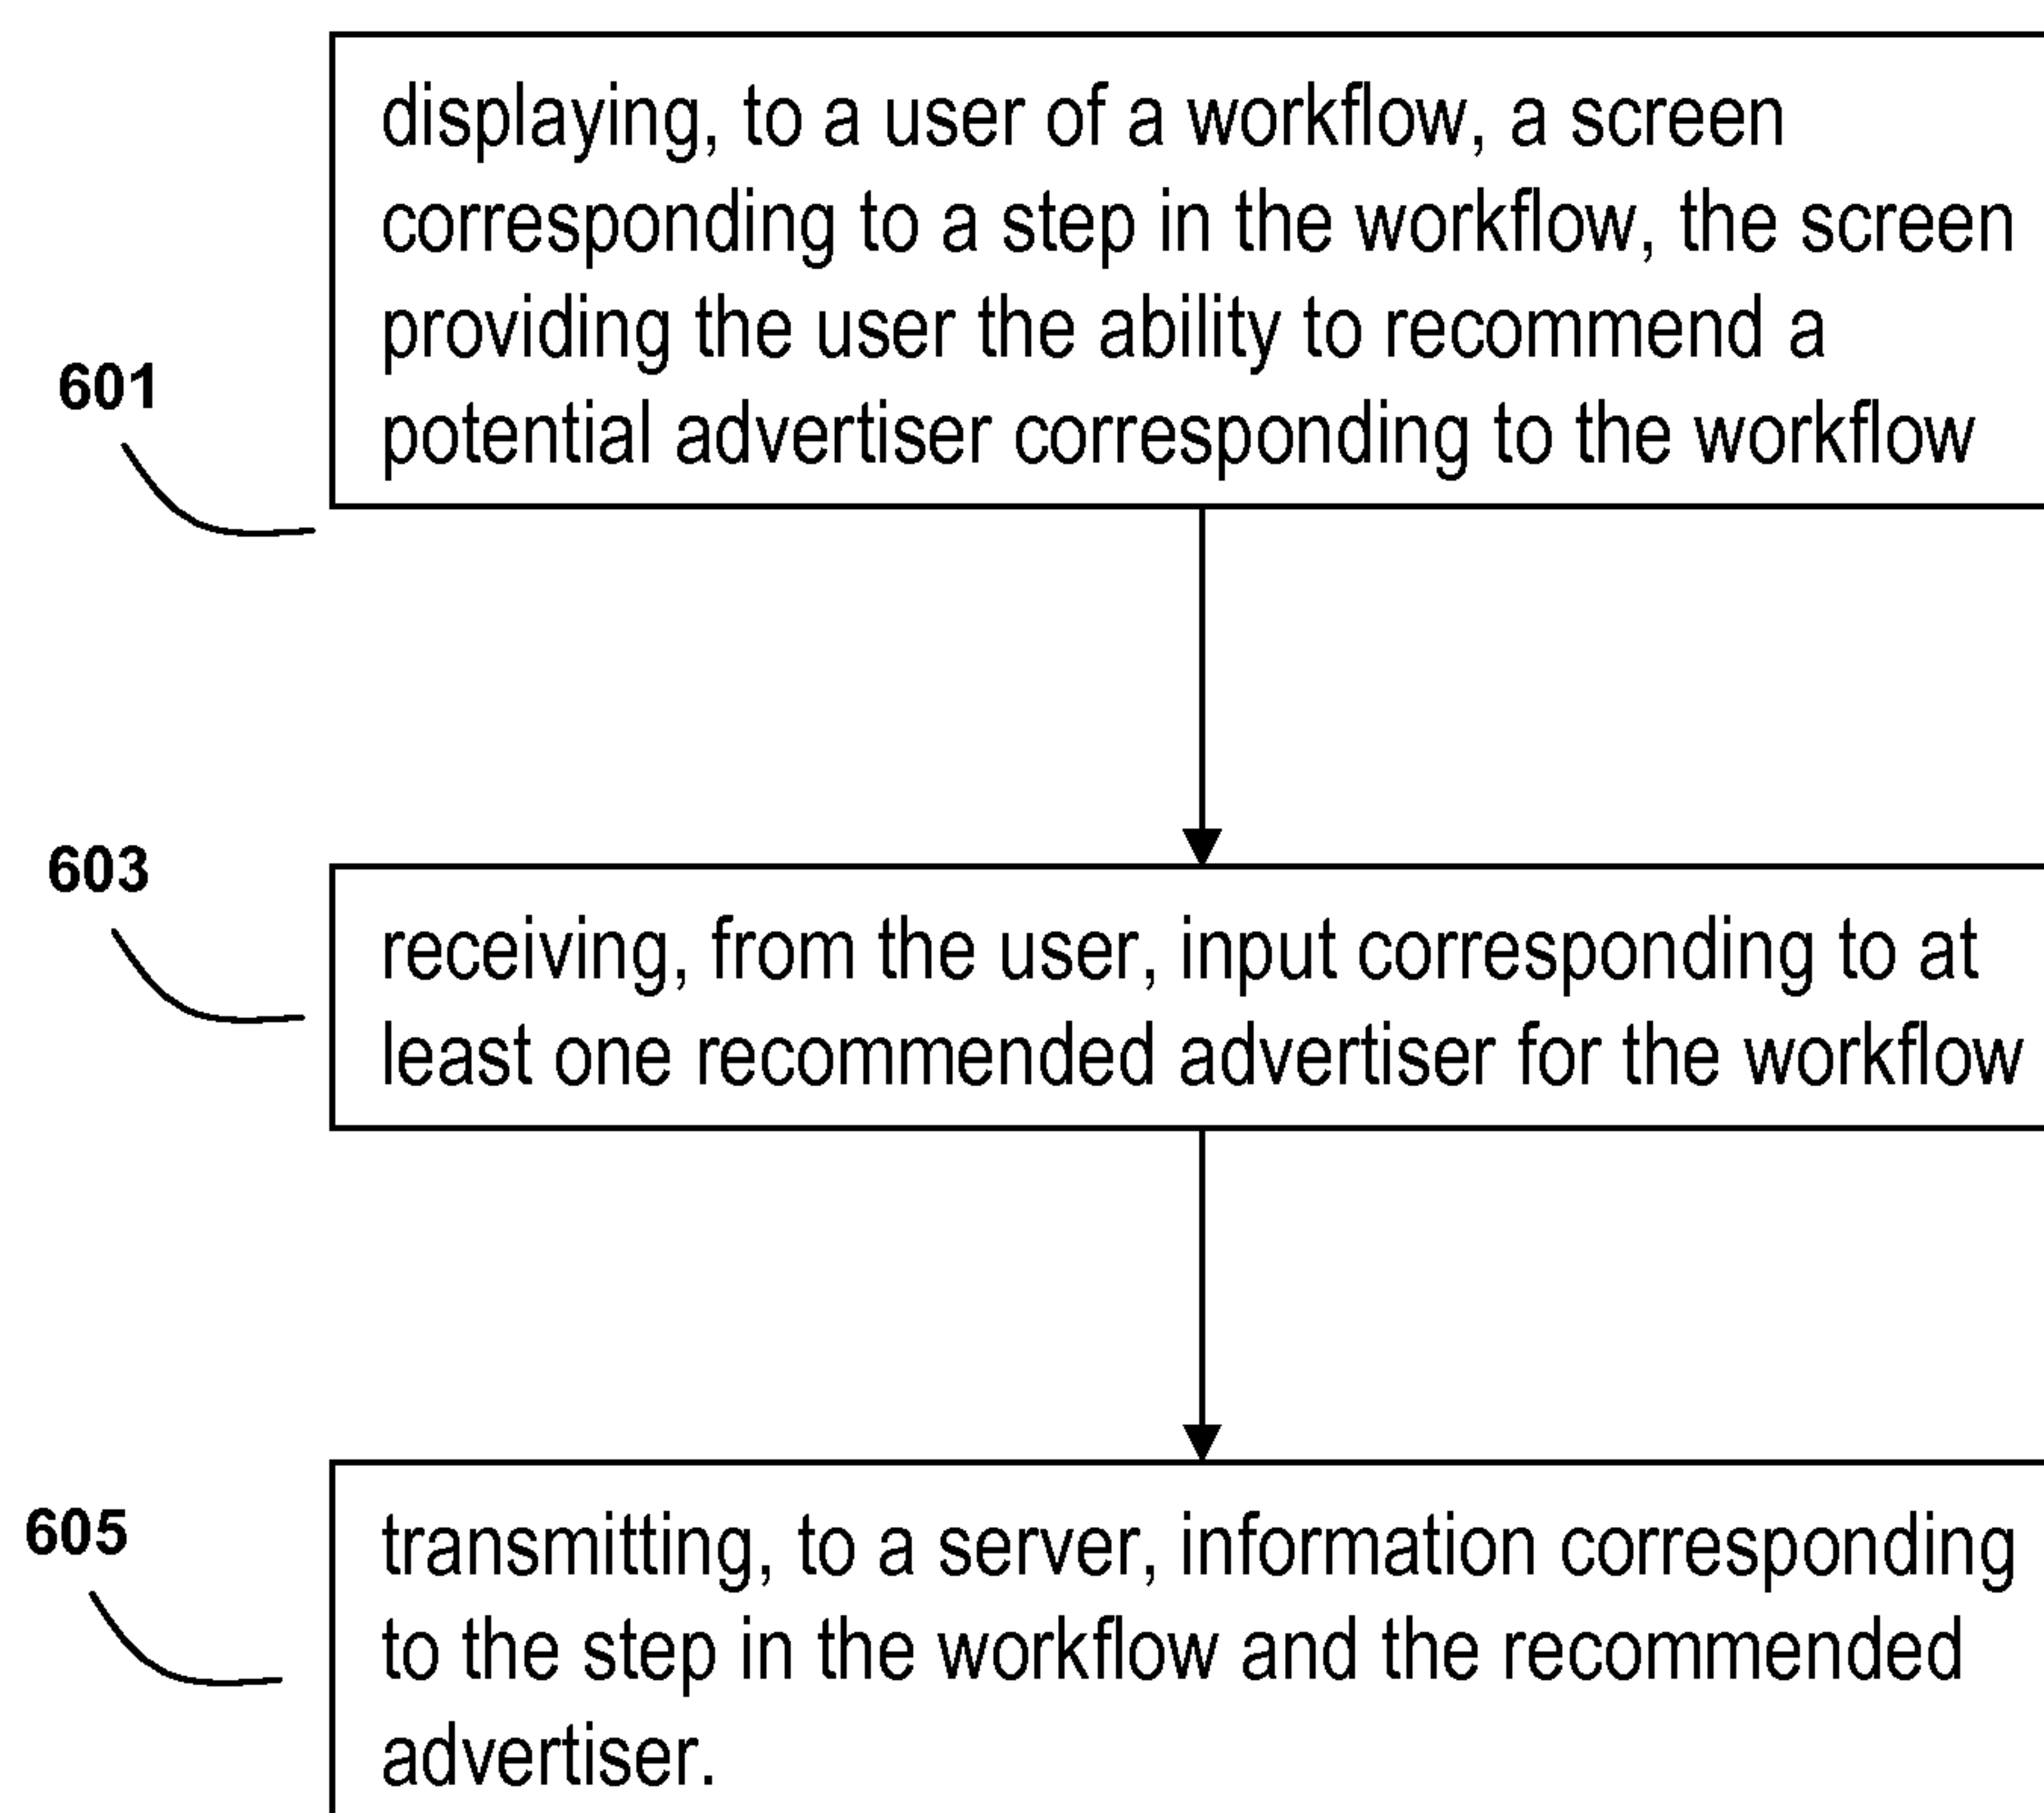 displaying, to a user of a workflow, a screen
corresponding to a step in the workflow, the screen
providing the user the ability to recommend a
601
potential advertiser corresponding to the workflow
603
receiving, from the user, input corresponding to at
least one recommended advertiser for the workflow
605
transmitting, to a server, information corresponding
to the step in the workflow and the recommended
advertiser.